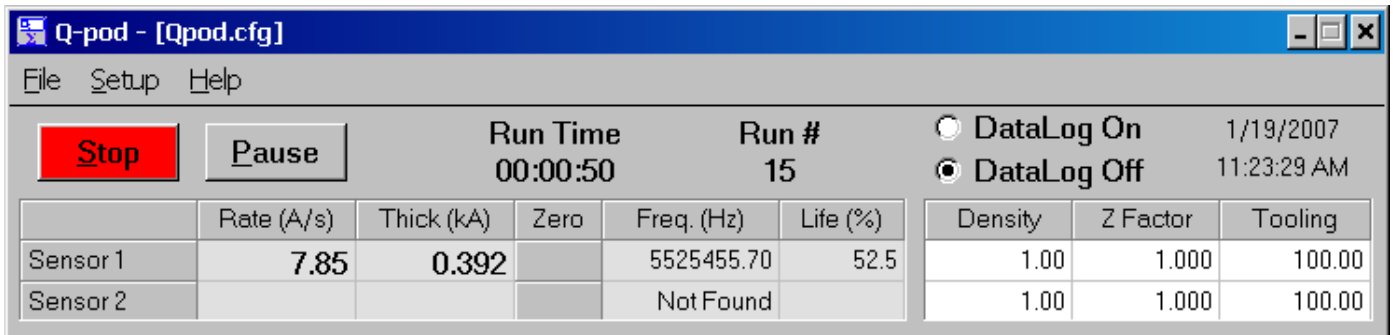 Q-pod - [Qpod.cfg]
File Setup Help
Stop Pause Run Time Run # DataLog On 1/19/2007
00:00:50 15 DataLog Off 11:23:29 AM
Rate (A/s) Thick (kA) Zero Freq. (Hz) Life (%) Density Z Factor Tooling
Sensor 1 7.85 0.392 5525455.70 52.5 1.00 1.000 100.00
Sensor 2 Not Found 1.00 1.000 100.00